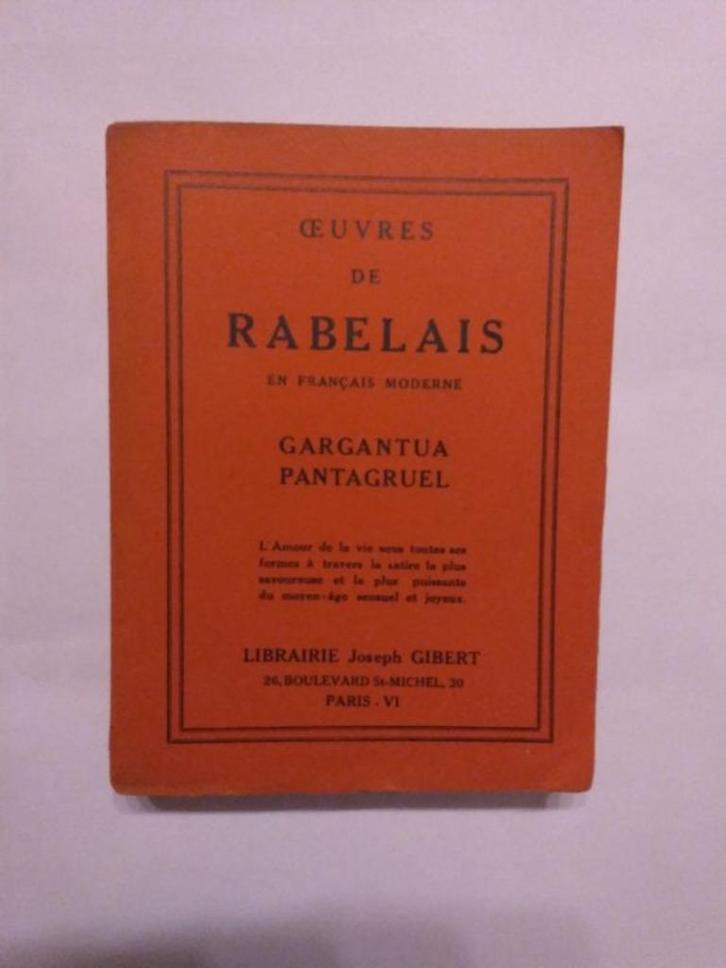 ŒUVRES
DE
RABELAIS
EN FRANÇAIS MODERNE
GARGANTUA
PANTAGRUEL
L'Amour de la vie sous toutes ses
formes à travers la satire la plus
savoureuse et la plus puissante
du moyen-âge sensuel et joyeux.
LIBRAIRIE Joseph GIBERT
26, BOULEVARD St-MICHEL, 30
PARIS - VI